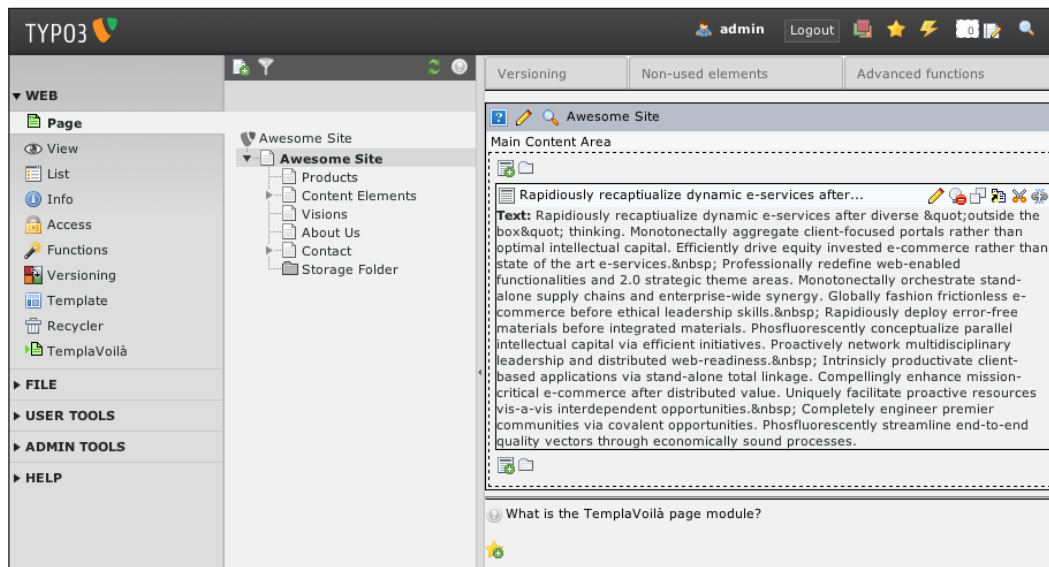 TYPO3
admin Logout 0
WEB
Page
View
List
Info
Access
Functions
Versioning
Template
Recycler
TemplaVoilà
FILE
USER TOOLS
ADMIN TOOLS
HELP
Awesome Site
Awesome Site
Products
Content Elements
Visions
About Us
Contact
Storage Folder
Versioning Non-used elements Advanced functions
Awesome Site
Main Content Area
Rapidiously recaptiualize dynamic e-services after...
Text: Rapidiously recaptiualize dynamic e-services after diverse &quot;outside the
box&quot; thinking. Monotonectally aggregate client-focused portals rather than
optimal intellectual capital. Efficiently drive equity invested e-commerce rather than
state of the art e-services.&nbsp; Professionally redefine web-enabled
functionalities and 2.0 strategic theme areas. Monotonectally orchestrate stand-
alone supply chains and enterprise-wide synergy. Globally fashion frictionless e-
commerce before ethical leadership skills.&nbsp; Rapidiously deploy error-free
materials before integrated materials. Phosfluorescently conceptualize parallel
intellectual capital via efficient initiatives. Proactively network multidisciplinary
leadership and distributed web-readiness.&nbsp; Intrinsicly productivate client-
based applications via stand-alone total linkage. Compellingly enhance mission-
critical e-commerce after distributed value. Uniquely facilitate proactive resources
vis-a-vis interdependent opportunities.&nbsp; Completely engineer premier
communities via covalent opportunities. Phosfluorescently streamline end-to-end
quality vectors through economically sound processes.
What is the TemplaVoilà page module?